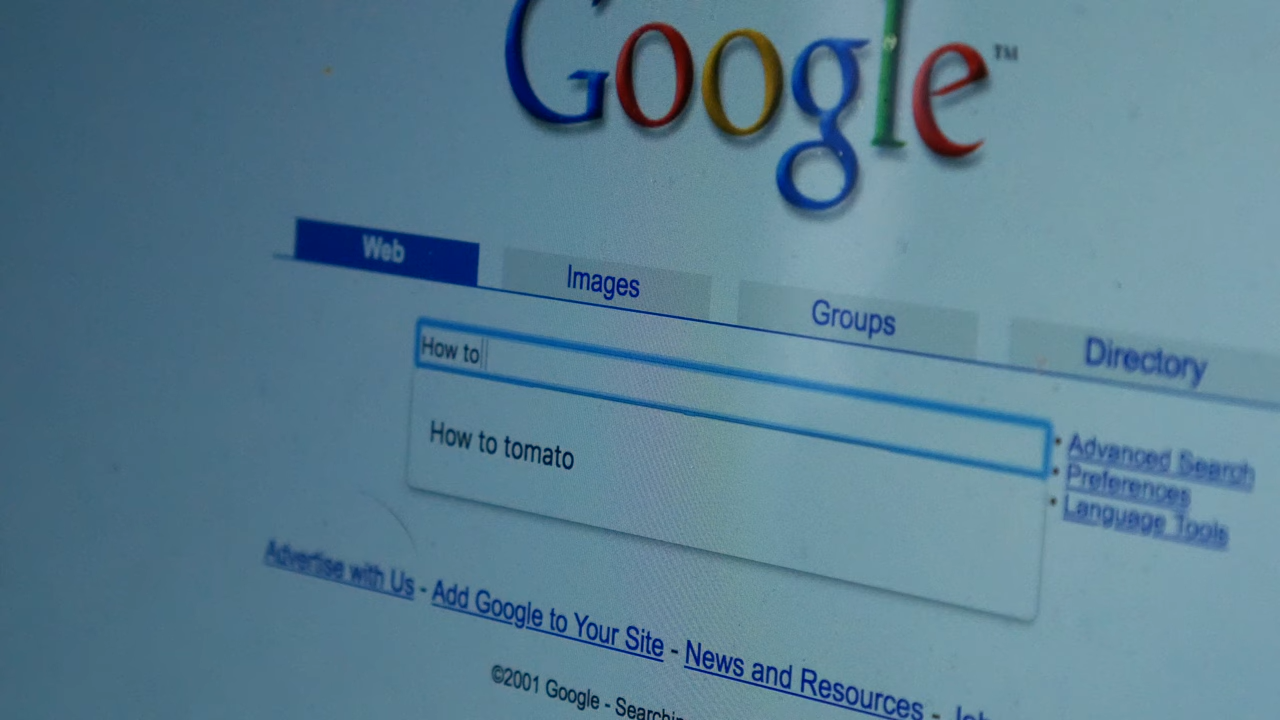 Google™
Web Images Groups Directory
How to
How to tomato
• Advanced Search
• Preferences
• Language Tools
Advertise with Us - Add Google to Your Site - News and Resources -
©2001 Google -